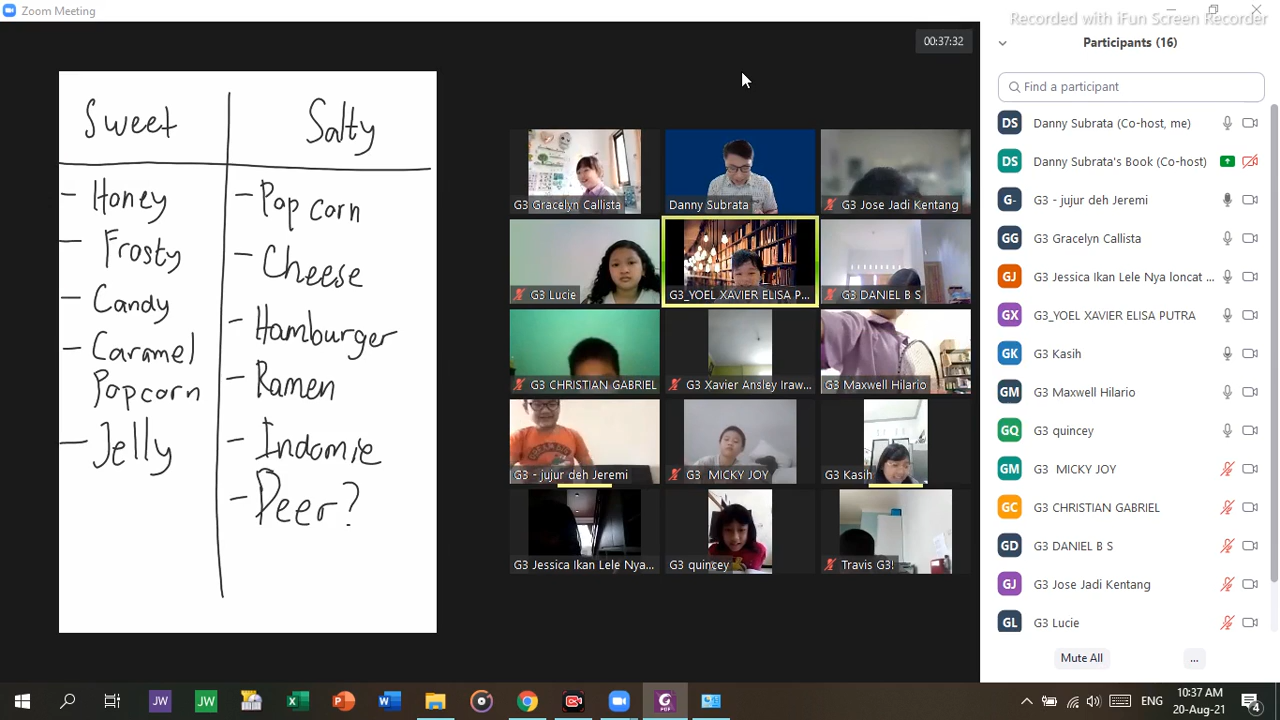 Zoom Meeting
Recorded with iFun Screen Recorder
00:37:32
Participants (16)
Find a participant
Sweet
Salty
- Honey
- Frosty
- Candy
- Caramel
Popcorn
- Jelly
- Pop corn
- Cheese
- Hamburger
- Ramen
- Indomie
- Peer?
G3 Gracelyn Callista
Danny Subrata
G3 Jose Jadi Kentang
G3 Lucie
G3_YOEL XAVIER ELISA P...
G3 DANIEL B S
G3 CHRISTIAN GABRIEL
G3 Xavier Ansley Iraw...
G3 Maxwell Hilario
G3 - jujur deh Jeremi
G3 MICKY JOY
G3 Kasih
G3 Jessica Ikan Lele Nya...
G3 quincey
Travis G3!
DS Danny Subrata (Co-host, me)
DS Danny Subrata's Book (Co-host)
G- G3 - jujur deh Jeremi
GG G3 Gracelyn Callista
GJ G3 Jessica Ikan Lele Nya loncat ...
GX G3_YOEL XAVIER ELISA PUTRA
GK G3 Kasih
GM G3 Maxwell Hilario
GQ G3 quincey
GM G3 MICKY JOY
GC G3 CHRISTIAN GABRIEL
GD G3 DANIEL B S
GJ G3 Jose Jadi Kentang
GL G3 Lucie
Mute All
...
JW
JW
ENG
10:37 AM
20-Aug-21
4